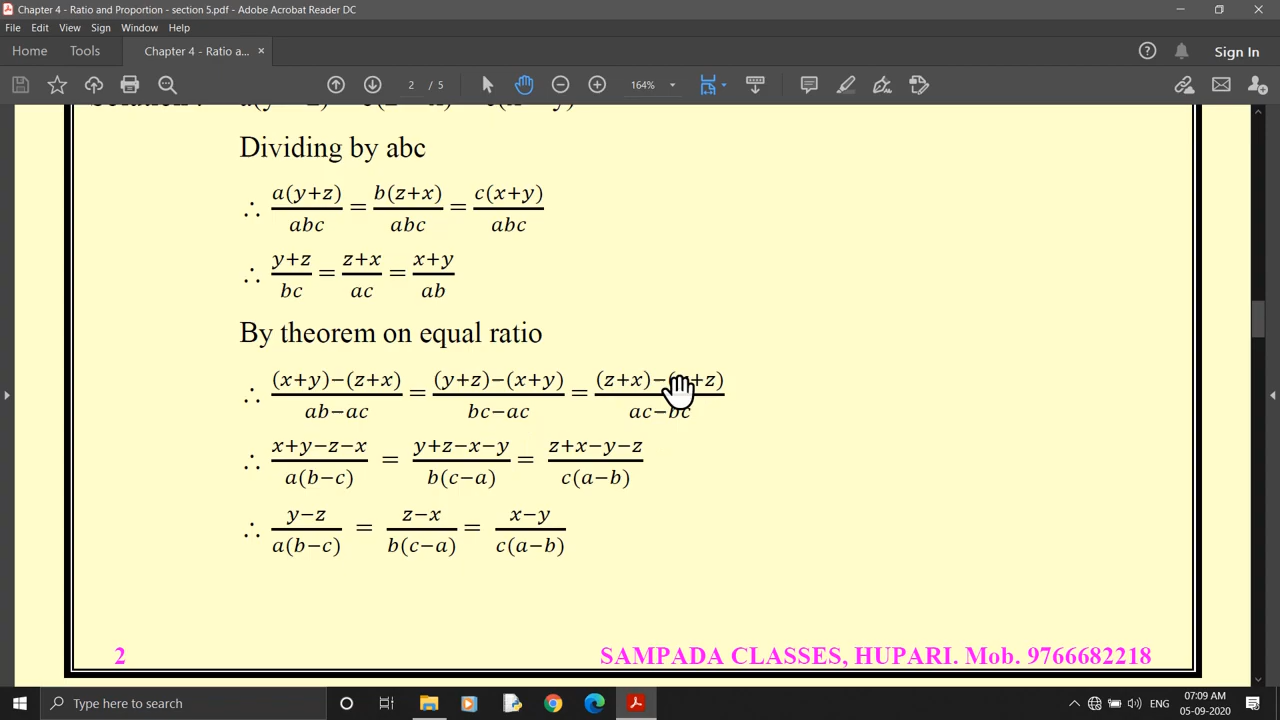 Chapter 4 - Ratio and Proportion - section 5.pdf - Adobe Acrobat Reader DC
File Edit View Sign Window Help
Home Tools Chapter 4 - Ratio a... × Sign In
2 / 5 164%
Dividing by abc
∴ a(y+z)/abc = b(z+x)/abc = c(x+y)/abc
∴ y+z/bc = z+x/ac = x+y/ab
By theorem on equal ratio
∴ (x+y)−(z+x)/ab−ac = (y+z)−(x+y)/bc−ac = (z+x)−( +z)/ac−bc
∴ x+y−z−x/a(b−c) = y+z−x−y/b(c−a) = z+x−y−z/c(a−b)
∴ y−z/a(b−c) = z−x/b(c−a) = x−y/c(a−b)
2 SAMPADA CLASSES, HUPARI. Mob. 9766682218
Type here to search
ENG
07:09 AM
05-09-2020